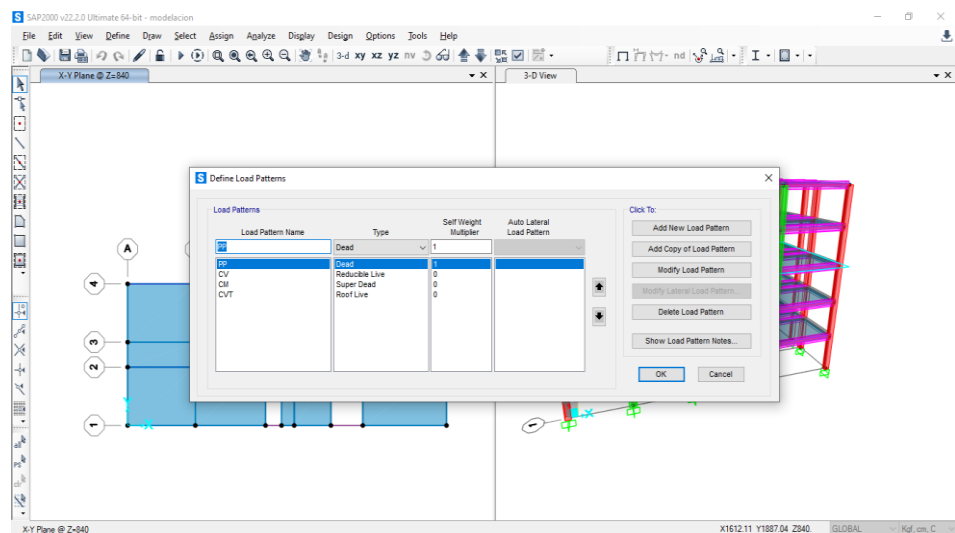 SAP2000 v22.2.0 Ultimate 64-bit - modelacion
File Edit View Define Draw Select Assign Analyze Display Design Options Tools Help
3-d xy xz yz nv nd
X-Y Plane @ Z=840
3-D View
Define Load Patterns
Load Patterns
Click To:
Load Pattern Name Type Self Weight Multiplier Auto Lateral Load Pattern
PP Dead 1
PP Dead 1
CV Reducible Live 0
CM Super Dead 0
CVT Roof Live 0
Add New Load Pattern
Add Copy of Load Pattern
Modify Load Pattern
Modify Lateral Load Pattern...
Delete Load Pattern
Show Load Pattern Notes...
OK Cancel
A
4
3
2
1
Y
X
1
X
all
PS
clr
X-Y Plane @ Z=840 X1612.11 Y1887.04 Z840. GLOBAL Kgf, cm, C